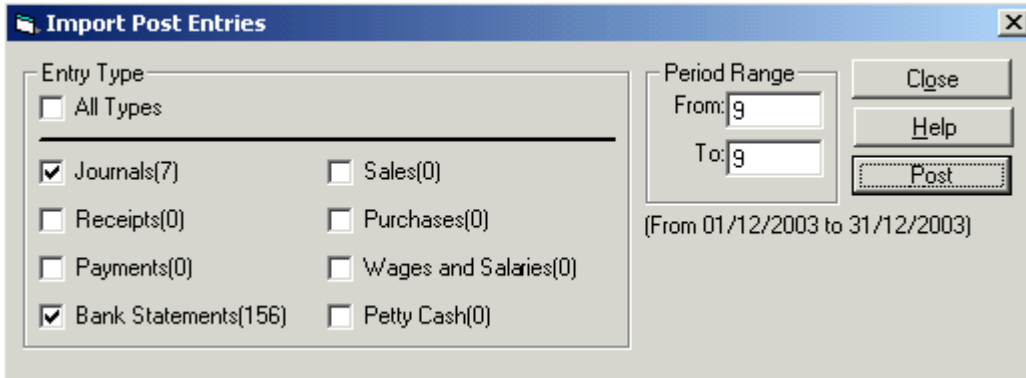 Import Post Entries
Entry Type
All Types
Journals(7)
Sales(0)
Receipts(0)
Purchases(0)
Payments(0)
Wages and Salaries(0)
Bank Statements(156)
Petty Cash(0)
Period Range
From: 9
To: 9
(From 01/12/2003 to 31/12/2003)
Close
Help
Post